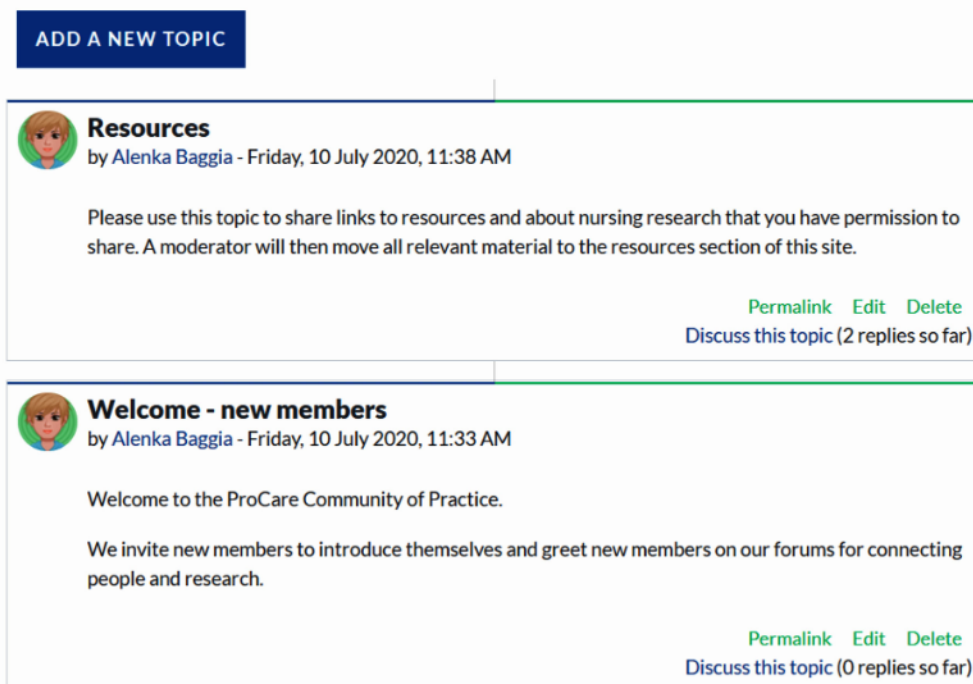 ADD A NEW TOPIC
Resources
by Alenka Baggia - Friday, 10 July 2020, 11:38 AM
Please use this topic to share links to resources and about nursing research that you have permission to
share. A moderator will then move all relevant material to the resources section of this site.
Permalink Edit Delete
Discuss this topic (2 replies so far)
Welcome - new members
by Alenka Baggia - Friday, 10 July 2020, 11:33 AM
Welcome to the ProCare Community of Practice.
We invite new members to introduce themselves and greet new members on our forums for connecting
people and research.
Permalink Edit Delete
Discuss this topic (0 replies so far)